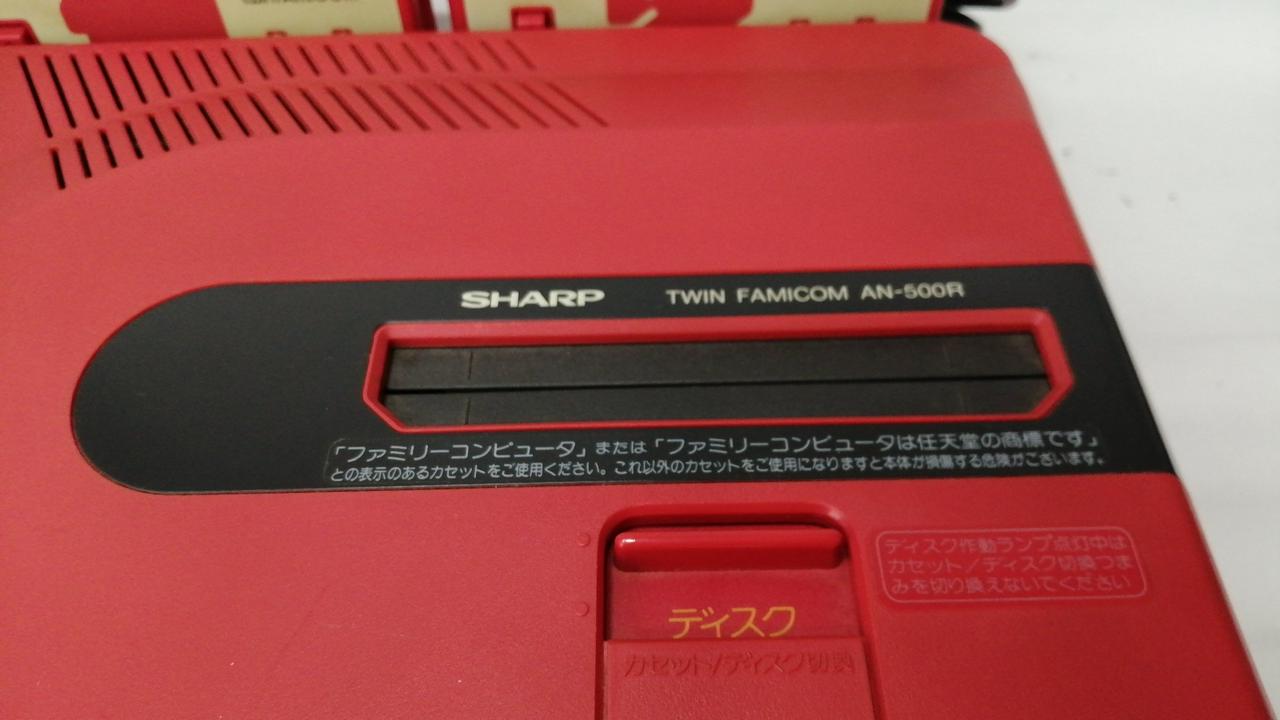 SHARP TWIN FAMICOM AN-500R
「ファミリーコンピュータ」または「ファミリーコンピュータは任天堂の商標です」
との表示のあるカセットをご使用ください。これ以外のカセットをご使用になりますと本体が損傷する危険がございます。
ディスク作動ランプ点灯中は
カセット/ディスク切換つま
みを切り換えないでください
ディスク
カセット/ディスク切換